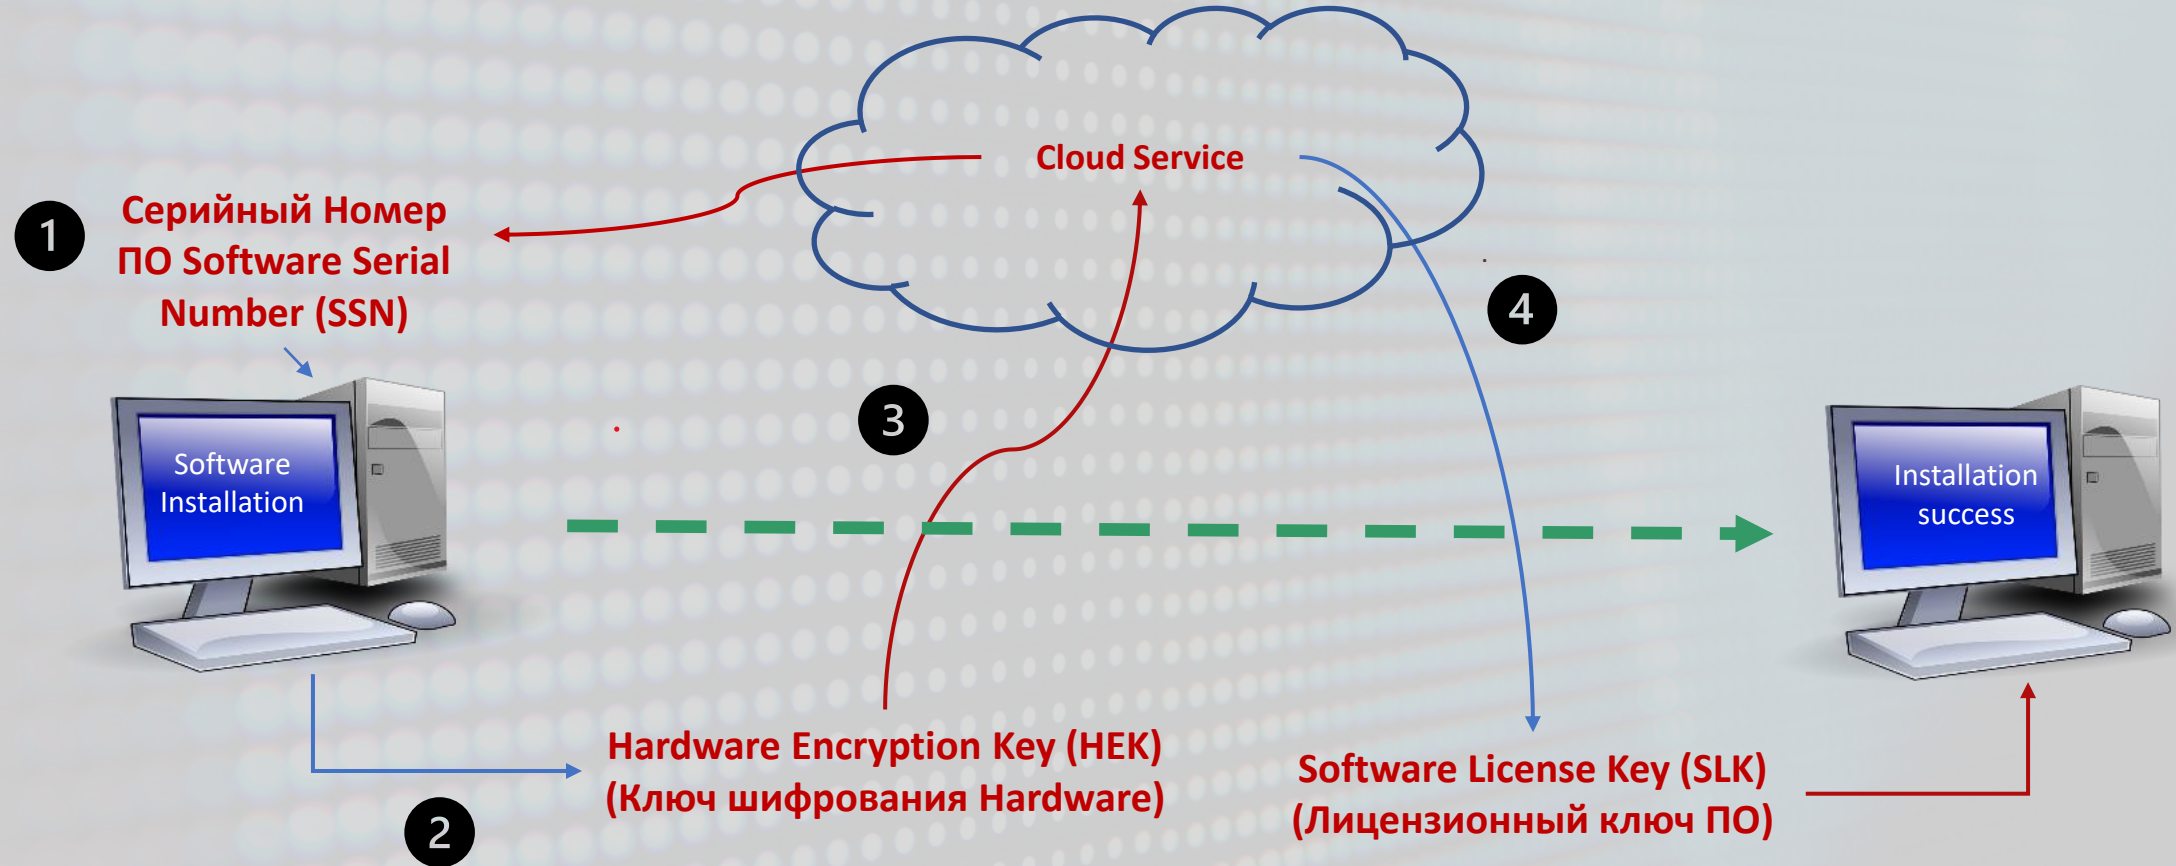 Cloud Service
1
Серийный Номер
ПО Software Serial
Number (SSN)
4
3
Software
Installation
Installation
success
Hardware Encryption Key (HEK)
(Ключ шифрования Hardware)
2
Software License Key (SLK)
(Лицензионный ключ ПО)